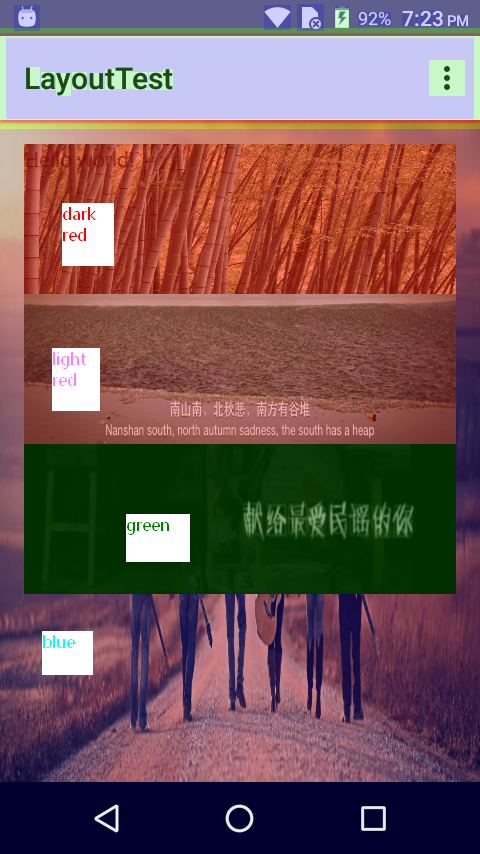 92% 7:23 PM
LayoutTest
Hello World!
dark
red
light
red
南山南，北秋悲，南方有谷堆
Nanshan south, north autumn sadness, the south has a heap
green
献给最爱民谣的你
blue